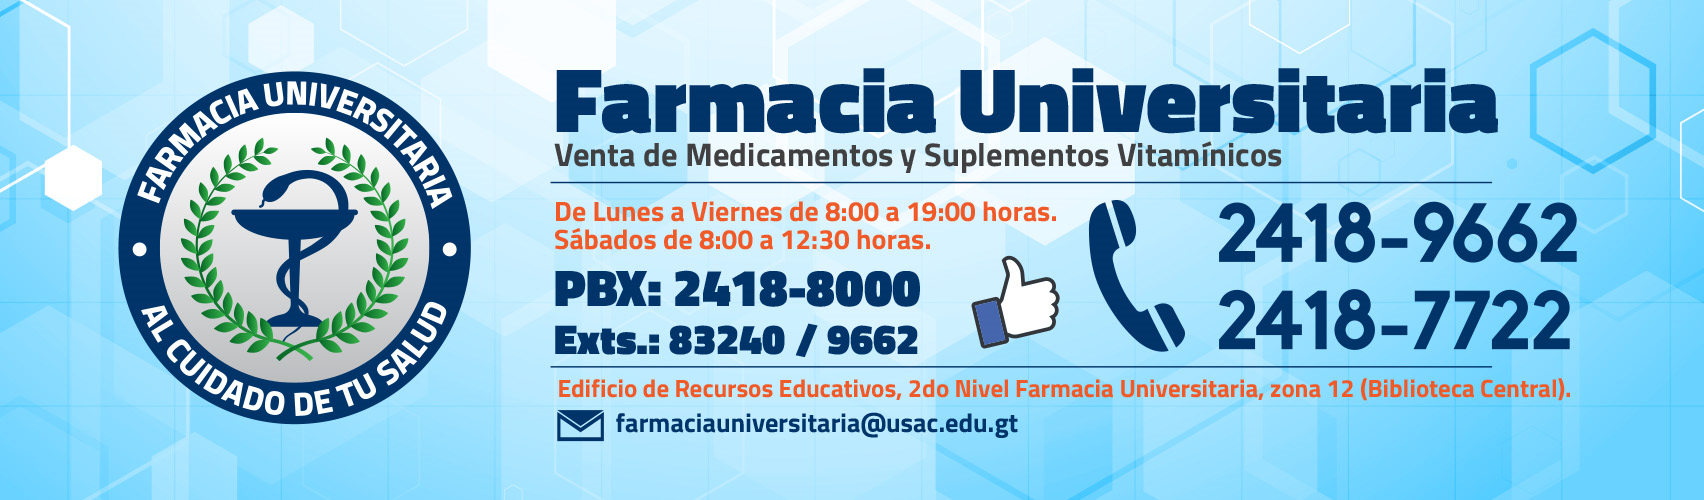 FARMACIA UNIVERSITARIA
AL CUIDADO DE TU SALUD
Farmacia Universitaria
Venta de Medicamentos y Suplementos Vitamínicos
De Lunes a Viernes de 8:00 a 19:00 horas.
Sábados de 8:00 a 12:30 horas.
PBX: 2418-8000
Exts.: 83240 / 9662
2418-9662
2418-7722
Edificio de Recursos Educativos, 2do Nivel Farmacia Universitaria, zona 12 (Biblioteca Central).
farmaciauniversitaria@usac.edu.gt